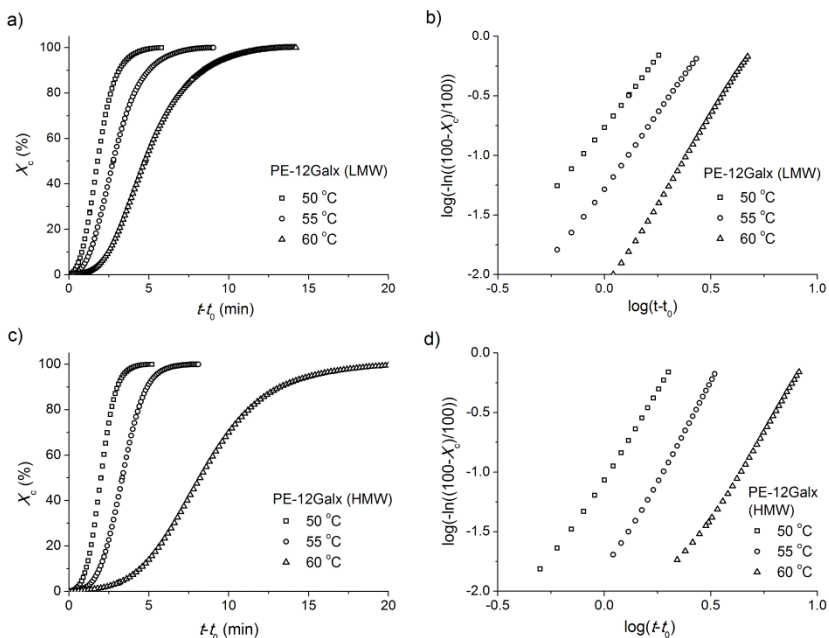 a)
100
80
60
40
20
0
X_c (%)
PE-12Galx (LMW)
50 °C
55 °C
60 °C
0 5 10 15 20
t-t_0 (min)
b)
0.0
-0.5
-1.0
-1.5
-2.0
log(-ln((100-X_c)/100))
PE-12Galx (LMW)
50 °C
55 °C
60 °C
-0.5 0.0 0.5 1.0
log(t-t_0)
c)
100
80
60
40
20
0
X_c (%)
PE-12Galx (HMW)
50 °C
55 °C
60 °C
0 5 10 15 20
t-t_0 (min)
d)
0.0
-0.5
-1.0
-1.5
-2.0
log(-ln((100-X_c)/100))
PE-12Galx
(HMW)
50 °C
55 °C
60 °C
-0.5 0.0 0.5 1.0
log(t-t_0)